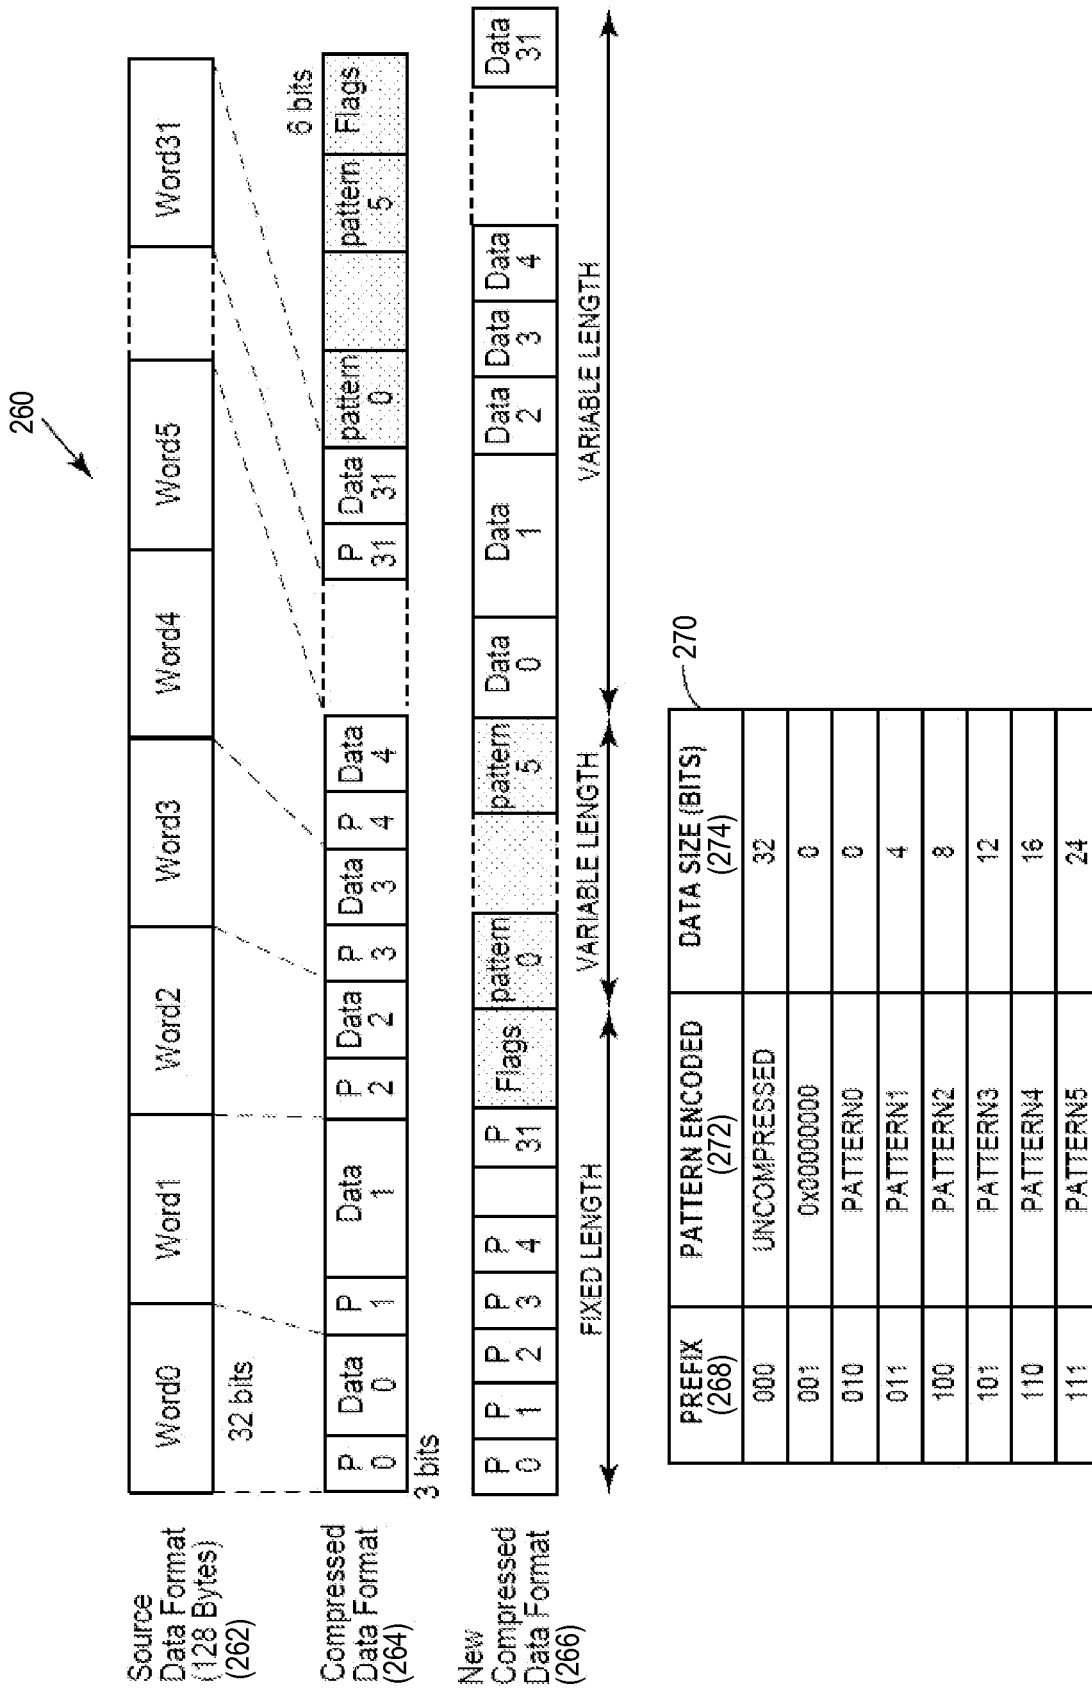 260
Source
Data Format
(128 Bytes)
(262)
Word0 Word1 Word2 Word3 Word4 Word5 Word31
32 bits
6 bits
Compressed
Data Format
(264)
P 0 Data 0 P 1 Data 1 P 2 Data 2 P 3 Data 3 P 4 Data 4 P 31 Data 31 pattern 0 pattern 5 Flags
3 bits
New
Compressed
Data Format
(266)
P 0 P 1 P 2 P 3 P 4 P 31 Flags pattern 0 pattern 5 Data 0 Data 1 Data 2 Data 3 Data 4 Data 31
FIXED LENGTH VARIABLE LENGTH VARIABLE LENGTH
270
PREFIX (268) PATTERN ENCODED (272) DATA SIZE (BITS) (274)
000 UNCOMPRESSED 32
001 0x00000000 0
010 PATTERN0 0
011 PATTERN1 4
100 PATTERN2 8
101 PATTERN3 12
110 PATTERN4 16
111 PATTERN5 24